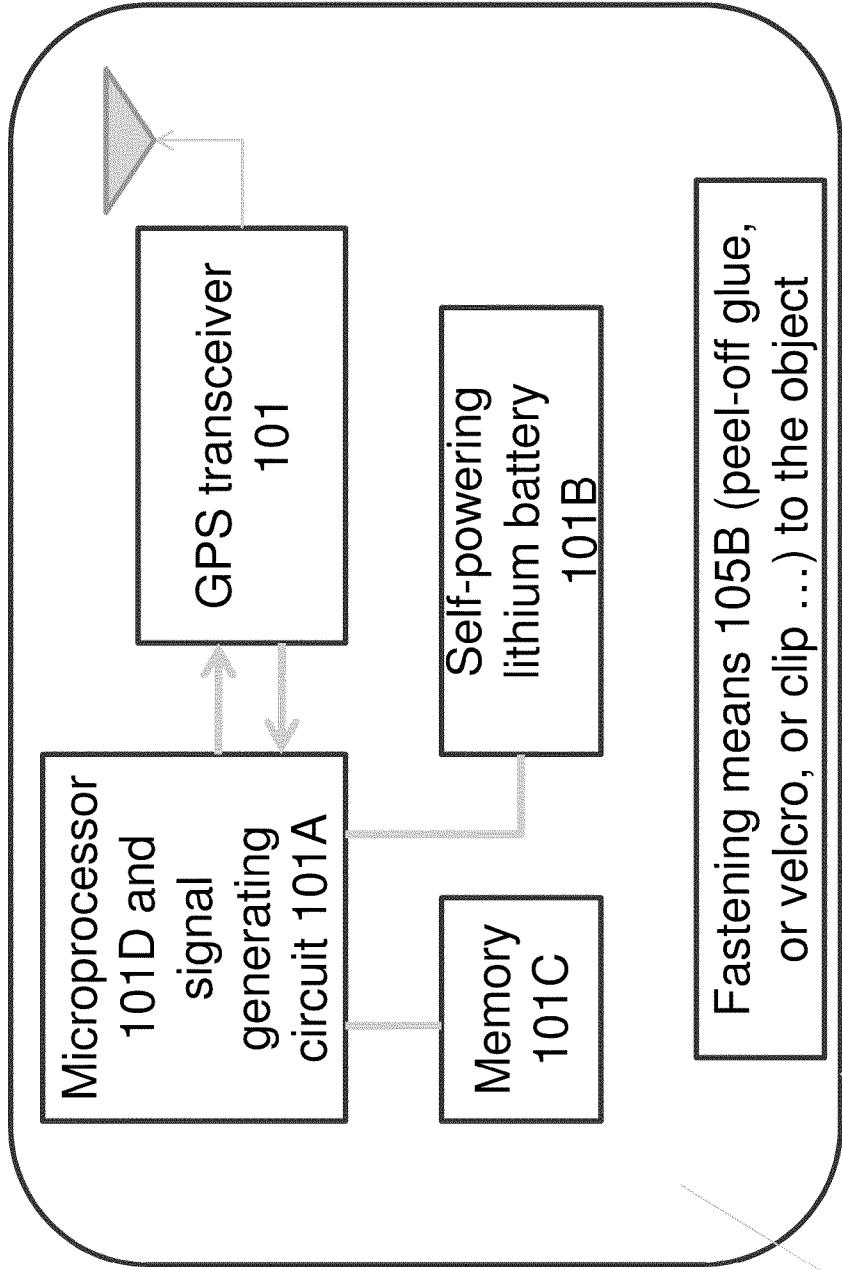 Microprocessor
101D and
signal
generating
circuit 101A
GPS transceiver
101
Memory
101C
Self-powering
lithium battery
101B
Fastening means 105B (peel-off glue,
or velcro, or clip ...) to the object